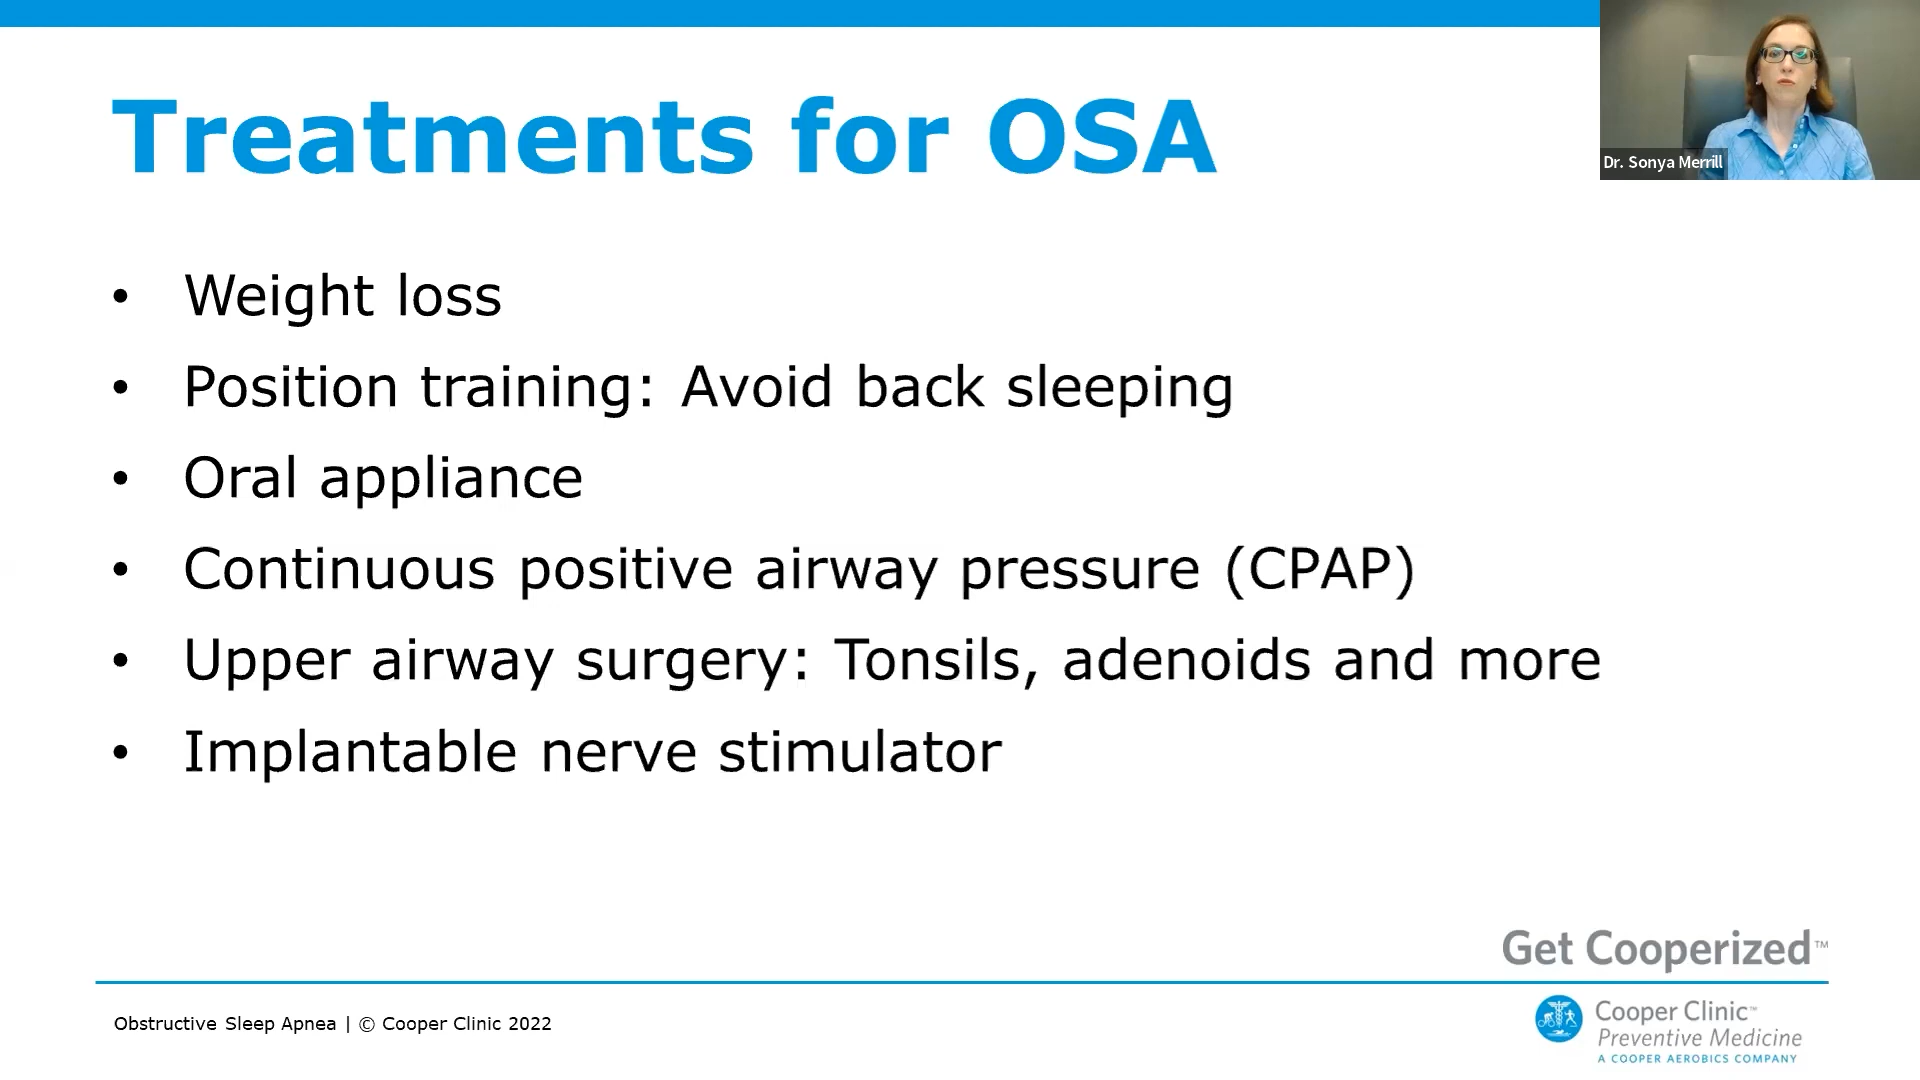 Treatments for OSA
Dr. Sonya Merrill
• Weight loss
• Position training: Avoid back sleeping
• Oral appliance
• Continuous positive airway pressure (CPAP)
• Upper airway surgery: Tonsils, adenoids and more
• Implantable nerve stimulator
Get Cooperized™
Obstructive Sleep Apnea | © Cooper Clinic 2022
Cooper Clinic™
Preventive Medicine
A COOPER AEROBICS COMPANY